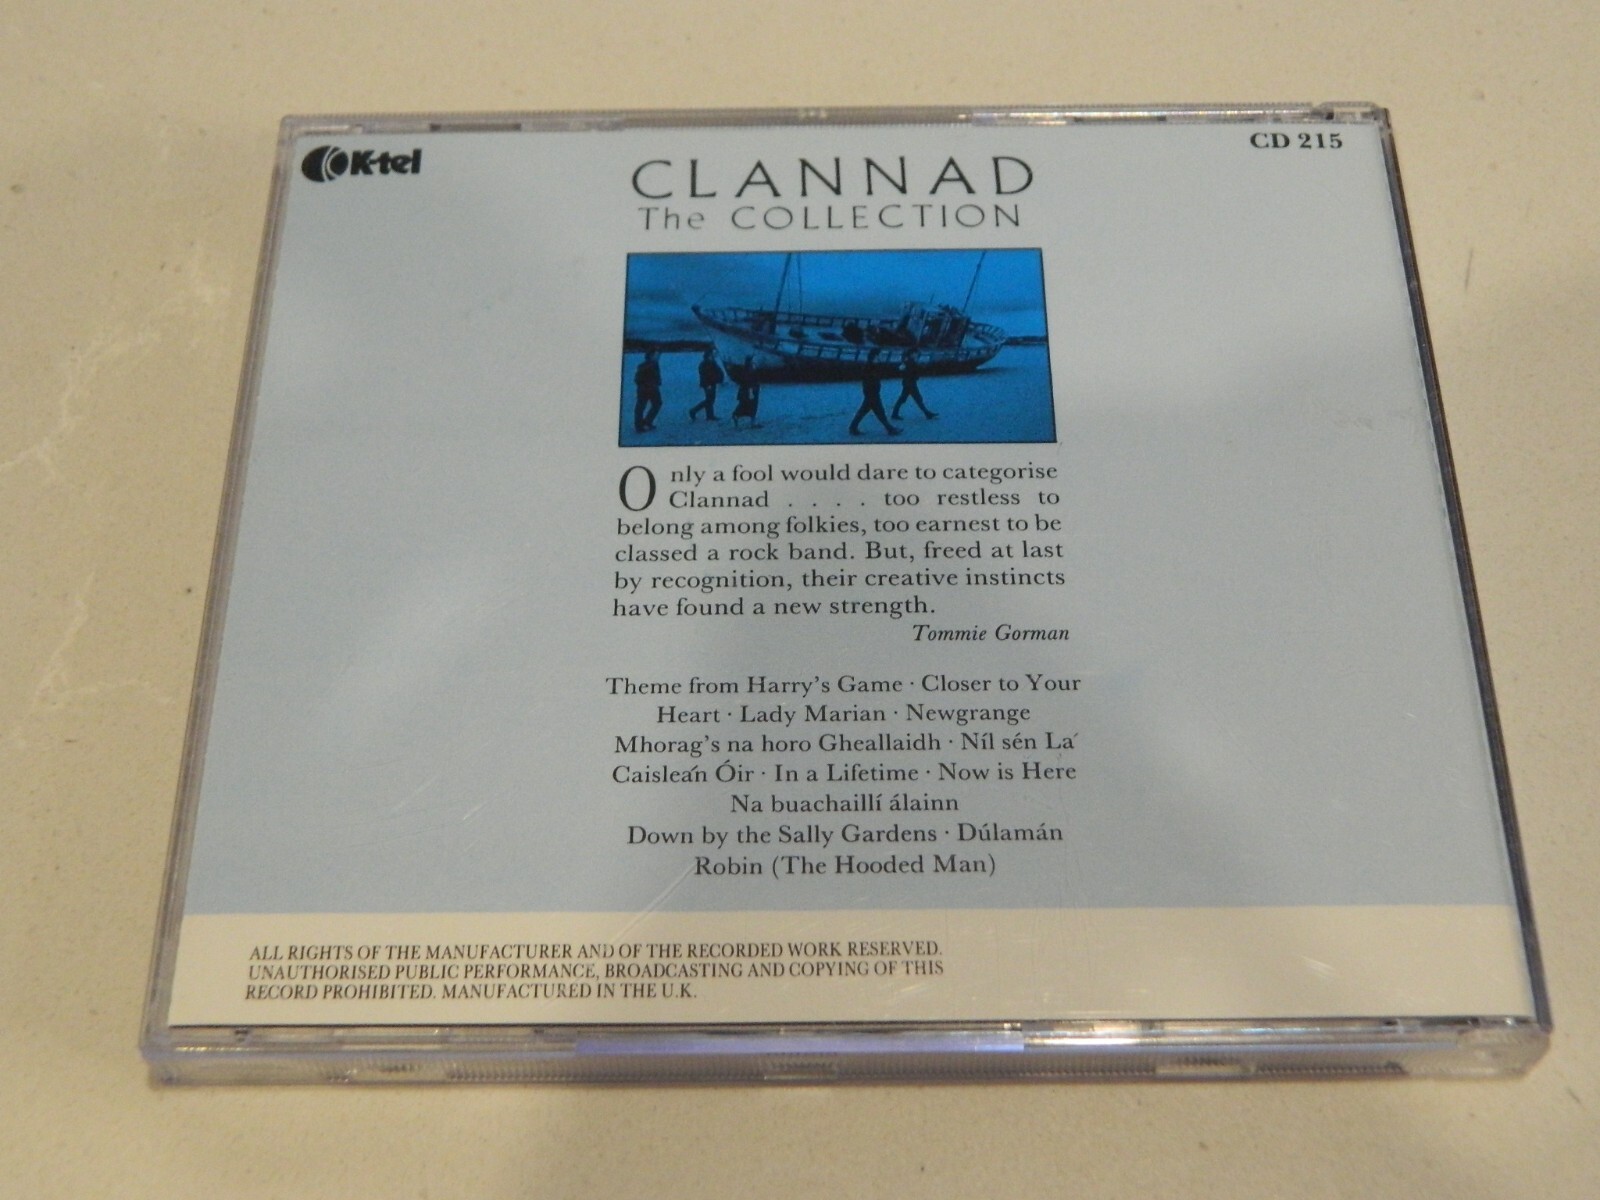 K-tel
CD 215
CLANNAD
The COLLECTION
Only a fool would dare to categorise
Clannad . . . . too restless to
belong among folkies, too earnest to be
classed a rock band. But, freed at last
by recognition, their creative instincts
have found a new strength.
Tommie Gorman
Theme from Harry's Game · Closer to Your
Heart · Lady Marian · Newgrange
Mhorag's na horo Gheallaidh · Níl sén La´
Caisleán Óir · In a Lifetime · Now is Here
Na buachaillí álainn
Down by the Sally Gardens · Dúlamán
Robin (The Hooded Man)
ALL RIGHTS OF THE MANUFACTURER AND OF THE RECORDED WORK RESERVED.
UNAUTHORISED PUBLIC PERFORMANCE, BROADCASTING AND COPYING OF THIS
RECORD PROHIBITED. MANUFACTURED IN THE U.K.